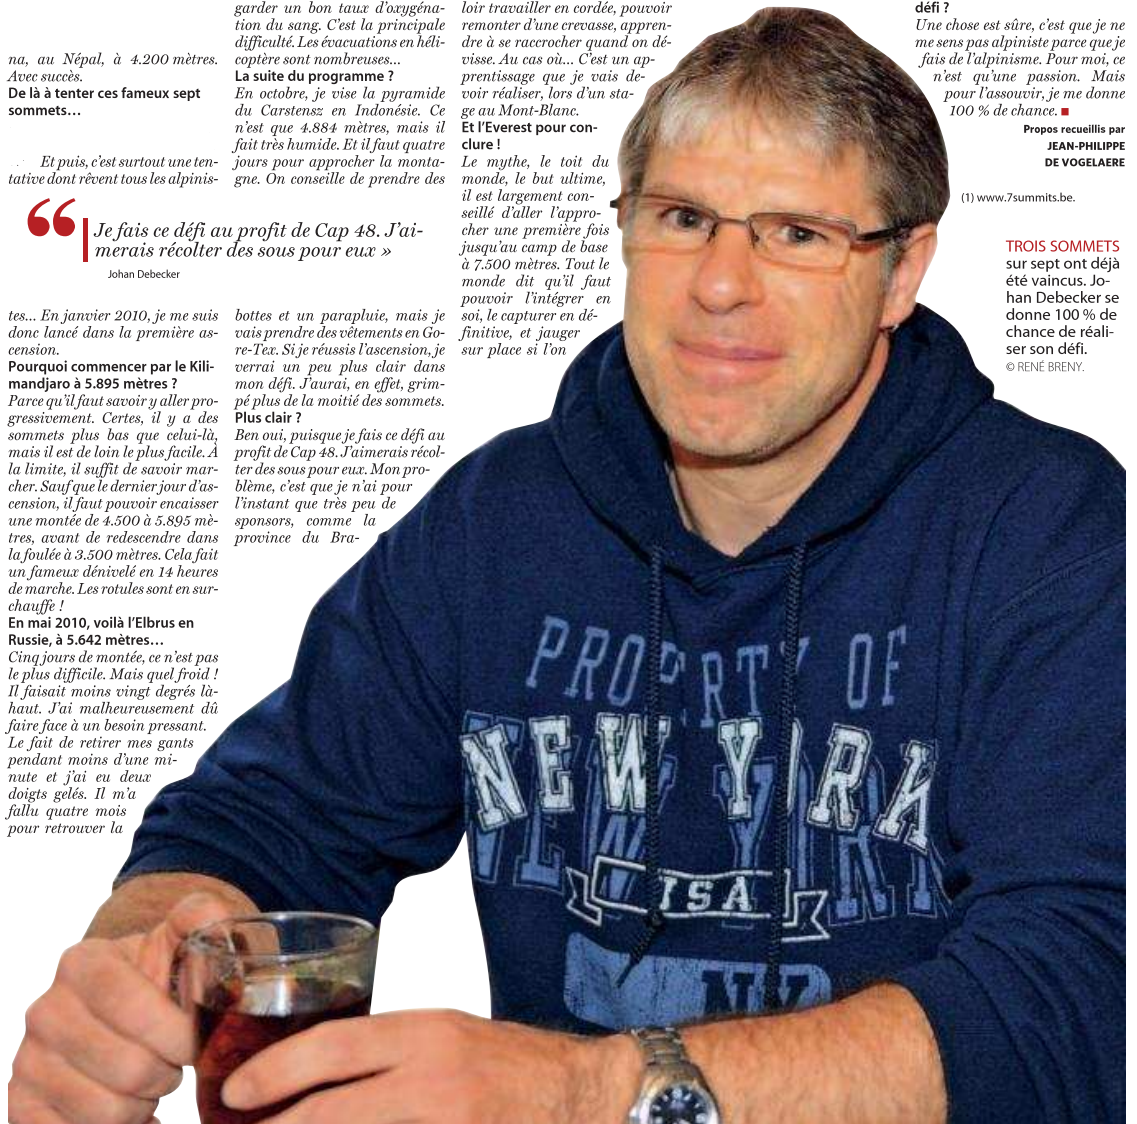 na, au Népal, à 4.200 mètres.
Avec succès.
De là à tenter ces fameux sept
sommets…
Et puis, c’est surtout une ten-
tative dont rêvent tous les alpinis-
“
Je fais ce défi au profit de Cap 48. J’ai-
merais récolter des sous pour eux »
Johan Debecker
tes... En janvier 2010, je me suis
donc lancé dans la première as-
cension.
Pourquoi commencer par le Kili-
mandjaro à 5.895 mètres ?
Parce qu’il faut savoir y aller pro-
gressivement. Certes, il y a des
sommets plus bas que celui-là,
mais il est de loin le plus facile. À
la limite, il suffit de savoir mar-
cher. Sauf que le dernier jour d’as-
cension, il faut pouvoir encaisser
une montée de 4.500 à 5.895 mè-
tres, avant de redescendre dans
la foulée à 3.500 mètres. Cela fait
un fameux dénivelé en 14 heures
de marche. Les rotules sont en sur-
chauffe !
En mai 2010, voilà l’Elbrus en
Russie, à 5.642 mètres…
Cinq jours de montée, ce n’est pas
le plus difficile. Mais quel froid !
Il faisait moins vingt degrés là-
haut. J’ai malheureusement dû
faire face à un besoin pressant.
Le fait de retirer mes gants
pendant moins d’une mi-
nute et j’ai eu deux
doigts gelés. Il m’a
fallu quatre mois
pour retrouver la
garder un bon taux d’oxygéna-
tion du sang. C’est la principale
difficulté. Les évacuations en héli-
coptère sont nombreuses...
La suite du programme ?
En octobre, je vise la pyramide
du Carstensz en Indonésie. Ce
n’est que 4.884 mètres, mais il
fait très humide. Et il faut quatre
jours pour approcher la monta-
gne. On conseille de prendre des
bottes et un parapluie, mais je
vais prendre des vêtements en Go-
re-Tex. Si je réussis l’ascension, je
verrai un peu plus clair dans
mon défi. J’aurai, en effet, grim-
pé plus de la moitié des sommets.
Plus clair ?
Ben oui, puisque je fais ce défi au
profit de Cap 48. J’aimerais récol-
ter des sous pour eux. Mon pro-
blème, c’est que je n’ai pour
l’instant que très peu de
sponsors, comme la
province du Bra-
loir travailler en cordée, pouvoir
remonter d’une crevasse, appren-
dre à se raccrocher quand on dé-
visse. Au cas où... C’est un ap-
prentissage que je vais de-
voir réaliser, lors d’un sta-
ge au Mont-Blanc.
Et l’Everest pour con-
clure !
Le mythe, le toit du
monde, le but ultime,
il est largement con-
seillé d’aller l’appro-
cher une première fois
jusqu’au camp de base
à 7.500 mètres. Tout le
monde dit qu’il faut
pouvoir l’intégrer en
soi, le capturer en dé-
finitive, et jauger
sur place si l’on
défi ?
Une chose est sûre, c’est que je ne
me sens pas alpiniste parce que je
fais de l’alpinisme. Pour moi, ce
n’est qu’une passion. Mais
pour l’assouvir, je me donne
100 % de chance. ■
Propos recueillis par
JEAN-PHILIPPE
DE VOGELAERE
(1) www.7summits.be.
TROIS SOMMETS
sur sept ont déjà
été vaincus. Jo-
han Debecker se
donne 100 % de
chance de réali-
ser son défi.
© RENÉ BRENY.
PROPERTY OF
NEW YORK
USA
NY